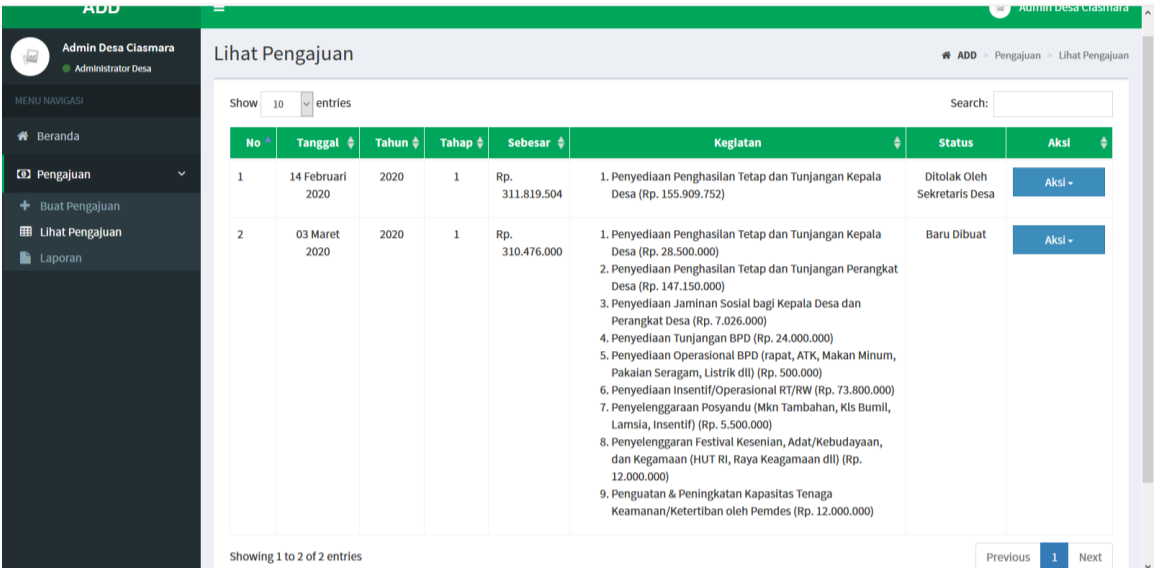 ADD
Admin Desa Ciasmara
Admin Desa Ciasmara
Administrator Desa
MENU NAVIGASI
Beranda
Pengajuan
Buat Pengajuan
Lihat Pengajuan
Laporan
Lihat Pengajuan
ADD > Pengajuan > Lihat Pengajuan
Show 10 entries
Search:
No Tanggal Tahun Tahap Sebesar Kegiatan Status Aksi
1 14 Februari 2020 1 Rp. 1. Penyediaan Penghasilan Tetap dan Tunjangan Kepala Ditolak Oleh Aksi
2020 311.819.504 Desa (Rp. 155.909.752) Sekretaris Desa
2 03 Maret 2020 1 Rp. 1. Penyediaan Penghasilan Tetap dan Tunjangan Kepala Baru Dibuat Aksi
2020 310.476.000 Desa (Rp. 28.500.000)
2. Penyediaan Penghasilan Tetap dan Tunjangan Perangkat
Desa (Rp. 147.150.000)
3. Penyediaan Jaminan Sosial bagi Kepala Desa dan
Perangkat Desa (Rp. 7.026.000)
4. Penyediaan Tunjangan BPD (Rp. 24.000.000)
5. Penyediaan Operasional BPD (rapat, ATK, Makan Minum,
Pakaian Seragam, Listrik dll) (Rp. 500.000)
6. Penyediaan Insentif/Operasional RT/RW (Rp. 73.800.000)
7. Penyelenggaraan Posyandu (Mkn Tambahan, Kls Bumil,
Lamsia, Insentif) (Rp. 5.500.000)
8. Penyelenggaran Festival Kesenian, Adat/Kebudayaan,
dan Kegamaan (HUT RI, Raya Keagamaan dll) (Rp.
12.000.000)
9. Penguatan & Peningkatan Kapasitas Tenaga
Keamanan/Ketertiban oleh Pemdes (Rp. 12.000.000)
Showing 1 to 2 of 2 entries
Previous 1 Next